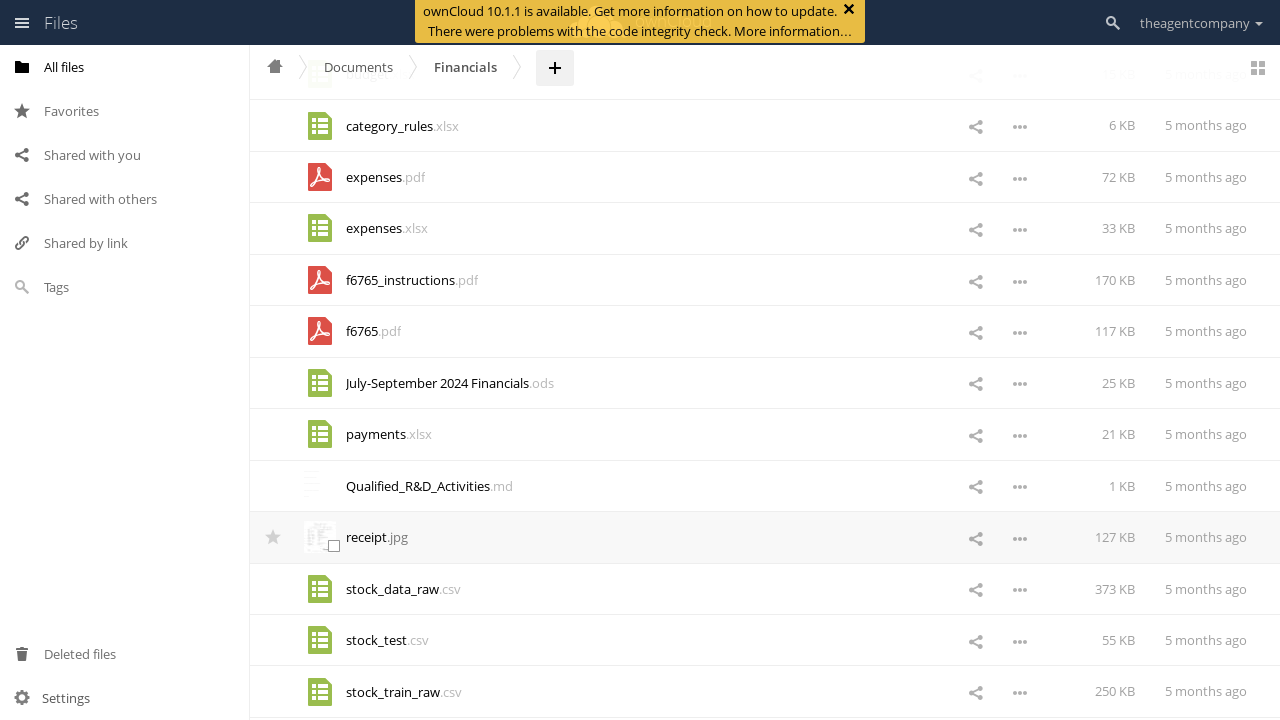 Files
ownCloud 10.1.1 is available. Get more information on how to update.
There were problems with the code integrity check. More information…
theagentcompany
All files
Favorites
Shared with you
Shared with others
Shared by link
Tags
Deleted files
Settings
Documents
Financials
category_rules.xlsx 6 KB 5 months ago
expenses.pdf 72 KB 5 months ago
expenses.xlsx 33 KB 5 months ago
f6765_instructions.pdf 170 KB 5 months ago
f6765.pdf 117 KB 5 months ago
July-September 2024 Financials.ods 25 KB 5 months ago
payments.xlsx 21 KB 5 months ago
Qualified_R&D_Activities.md 1 KB 5 months ago
receipt.jpg 127 KB 5 months ago
stock_data_raw.csv 373 KB 5 months ago
stock_test.csv 55 KB 5 months ago
stock_train_raw.csv 250 KB 5 months ago